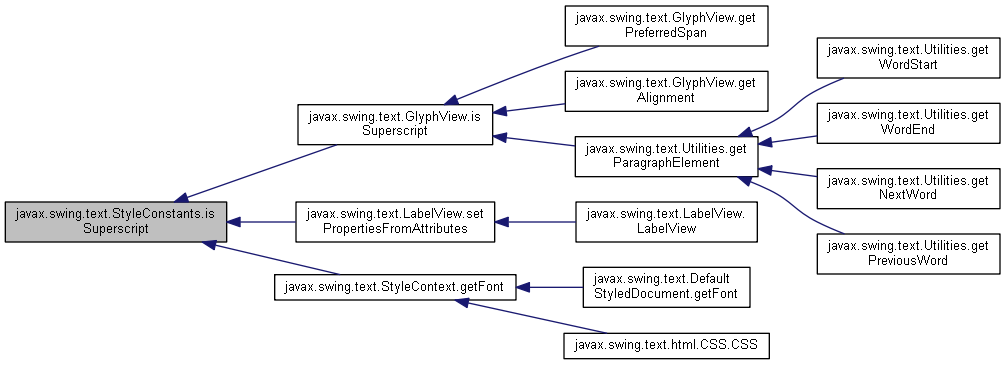 javax.swing.text.GlyphView.get
PreferredSpan
javax.swing.text.Utilities.get
WordStart
javax.swing.text.GlyphView.get
Alignment
javax.swing.text.GlyphView.is
Superscript
javax.swing.text.Utilities.get
WordEnd
javax.swing.text.Utilities.get
ParagraphElement
javax.swing.text.Utilities.get
NextWord
javax.swing.text.StyleConstants.is
Superscript
javax.swing.text.LabelView.set
PropertiesFromAttributes
javax.swing.text.LabelView.
LabelView
javax.swing.text.Utilities.get
PreviousWord
javax.swing.text.StyleContext.getFont
javax.swing.text.Default
StyledDocument.getFont
javax.swing.text.html.CSS.CSS